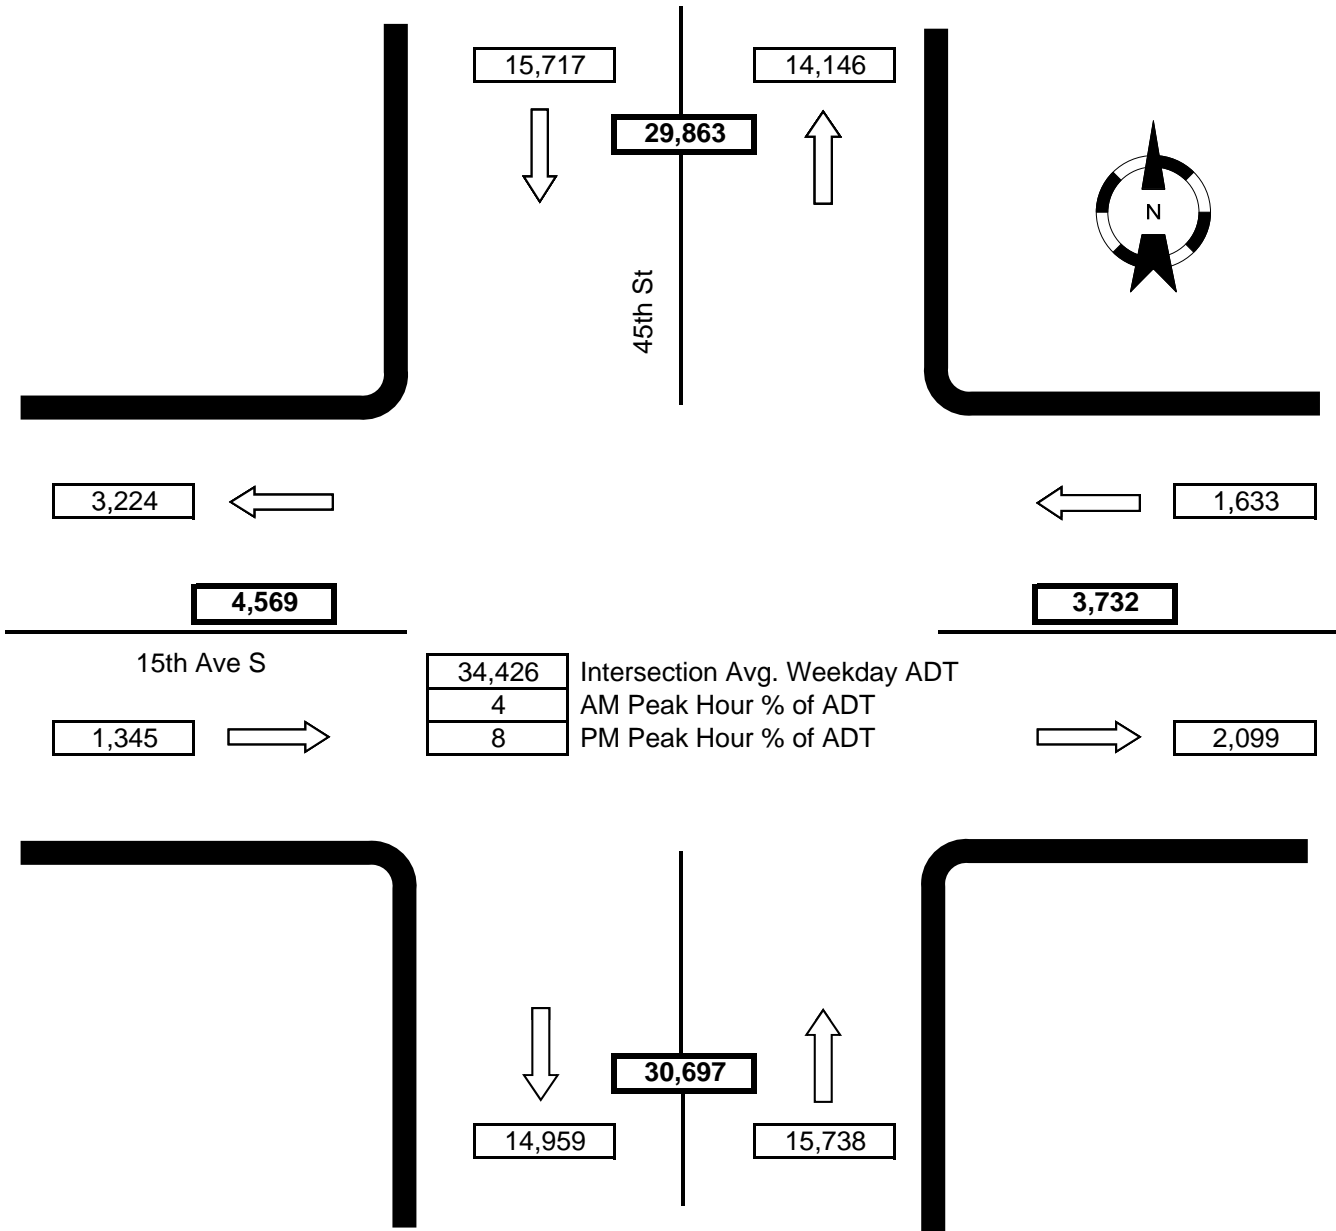 15,717
14,146
29,863
N
45th St
3,224
1,633
4,569
3,732
15th Ave S
34,426 Intersection Avg. Weekday ADT
4 AM Peak Hour % of ADT
8 PM Peak Hour % of ADT
1,345
2,099
30,697
14,959
15,738